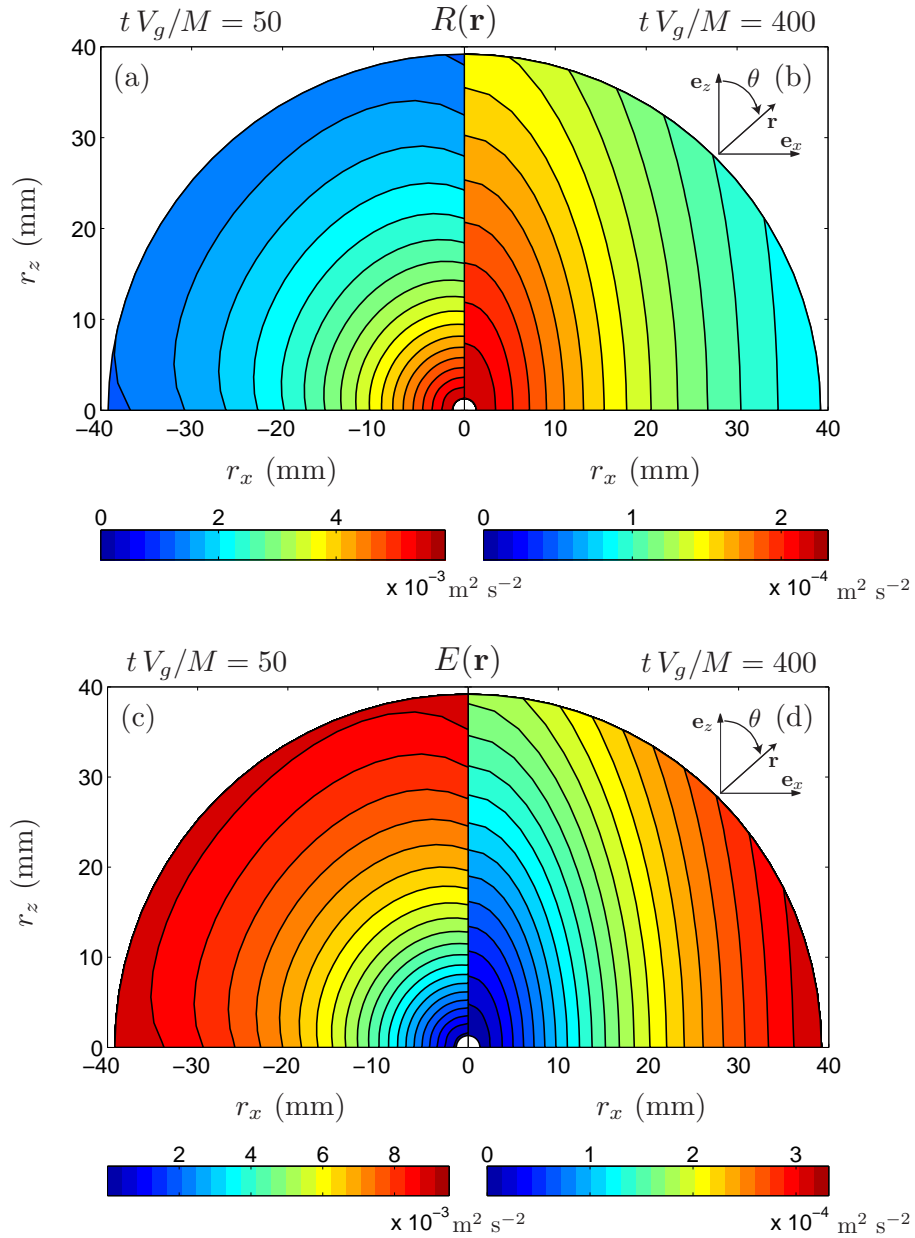 t V_g/M = 50 R(r) t V_g/M = 400
(a) (b)
e_z θ r e_x
r_z (mm)
40
30
20
10
0
−40 −30 −20 −10 0 10 20 30 40
r_x (mm) r_x (mm)
0 2 4
x 10⁻³ m² s⁻²
0 1 2
x 10⁻⁴ m² s⁻²
t V_g/M = 50 E(r) t V_g/M = 400
(c) (d)
e_z θ r e_x
r_z (mm)
40
30
20
10
0
−40 −30 −20 −10 0 10 20 30 40
r_x (mm) r_x (mm)
2 4 6 8
x 10⁻³ m² s⁻²
0 1 2 3
x 10⁻⁴ m² s⁻²